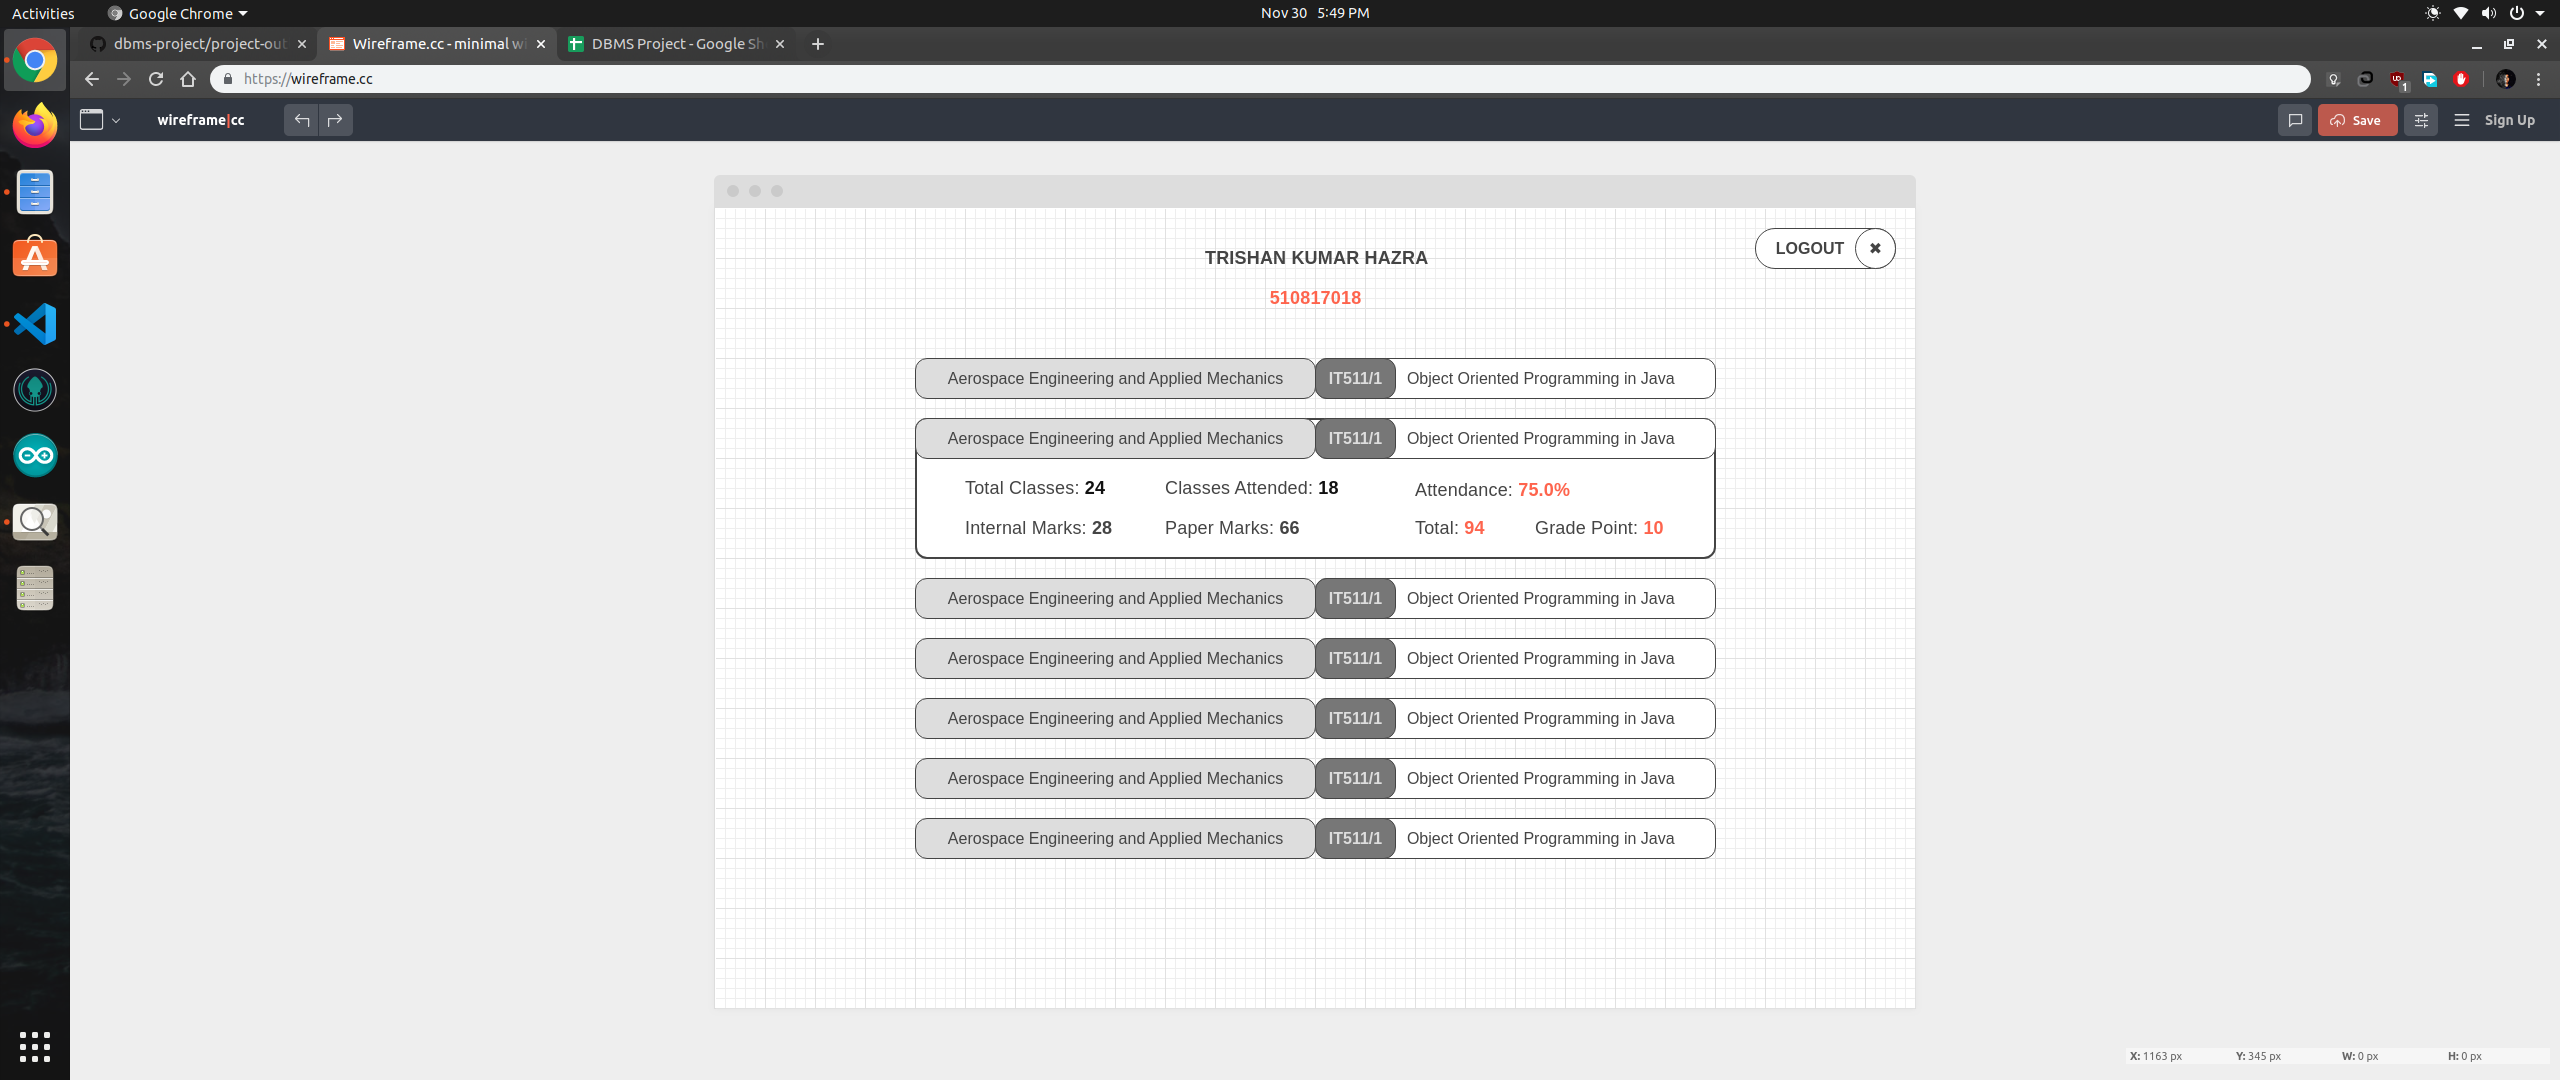 Activities Google Chrome Nov 30 5:49 PM
dbms-project/project-out Wireframe.cc - minimal wi DBMS Project - Google Sh
https://wireframe.cc
1
wireframe|cc Save Sign Up
LOGOUT ✖
TRISHAN KUMAR HAZRA
510817018
Aerospace Engineering and Applied Mechanics IT511/1 Object Oriented Programming in Java
Aerospace Engineering and Applied Mechanics IT511/1 Object Oriented Programming in Java
Total Classes: 24 Classes Attended: 18 Attendance: 75.0%
Internal Marks: 28 Paper Marks: 66 Total: 94 Grade Point: 10
Aerospace Engineering and Applied Mechanics IT511/1 Object Oriented Programming in Java
Aerospace Engineering and Applied Mechanics IT511/1 Object Oriented Programming in Java
Aerospace Engineering and Applied Mechanics IT511/1 Object Oriented Programming in Java
Aerospace Engineering and Applied Mechanics IT511/1 Object Oriented Programming in Java
Aerospace Engineering and Applied Mechanics IT511/1 Object Oriented Programming in Java
X: 1163 px Y: 345 px W: 0 px H: 0 px